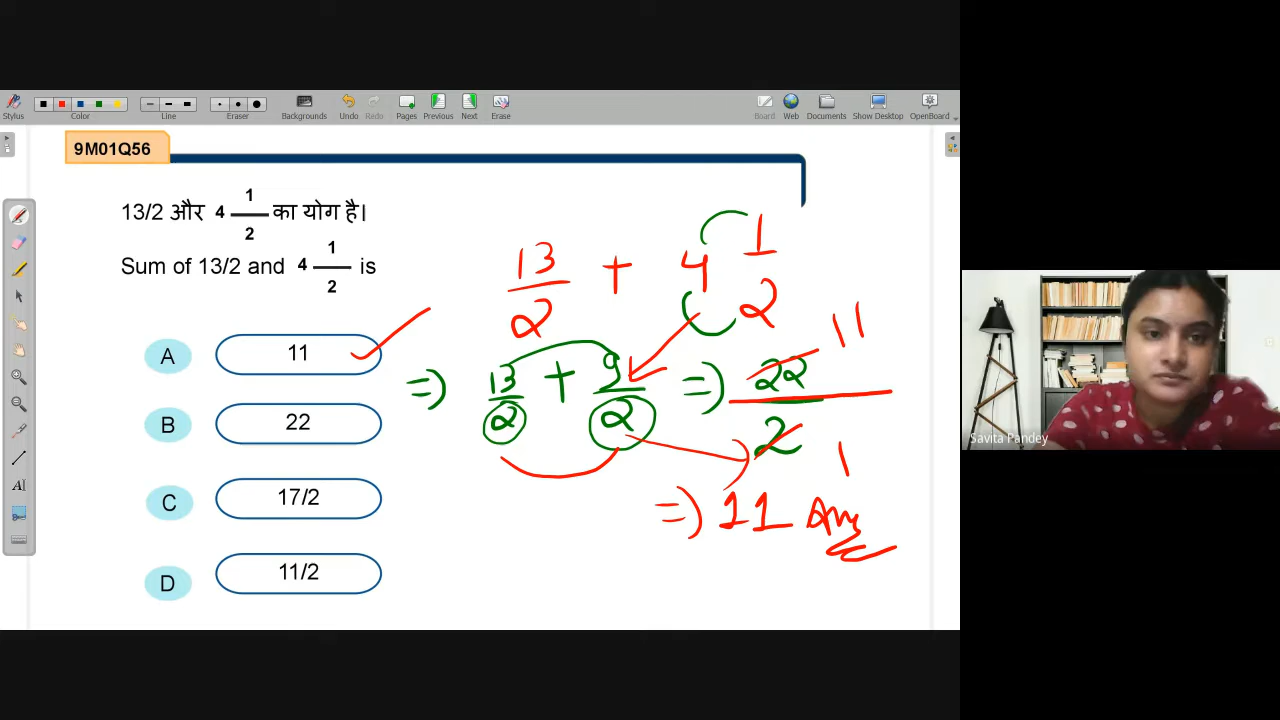 Stylus Color Line Eraser Backgrounds Undo Redo Pages Previous Next Erase Board Web Documents Show Desktop OpenBoard
9M01Q56
13/2 और 4 1/2 का योग है।
Sum of 13/2 and 4 1/2 is
A 11
B 22
C 17/2
D 11/2
13/2 + 4 1/2
=) 13/2 + 9/2 =) 22/2 11 1
=) 11 Ans
Savita Pandey